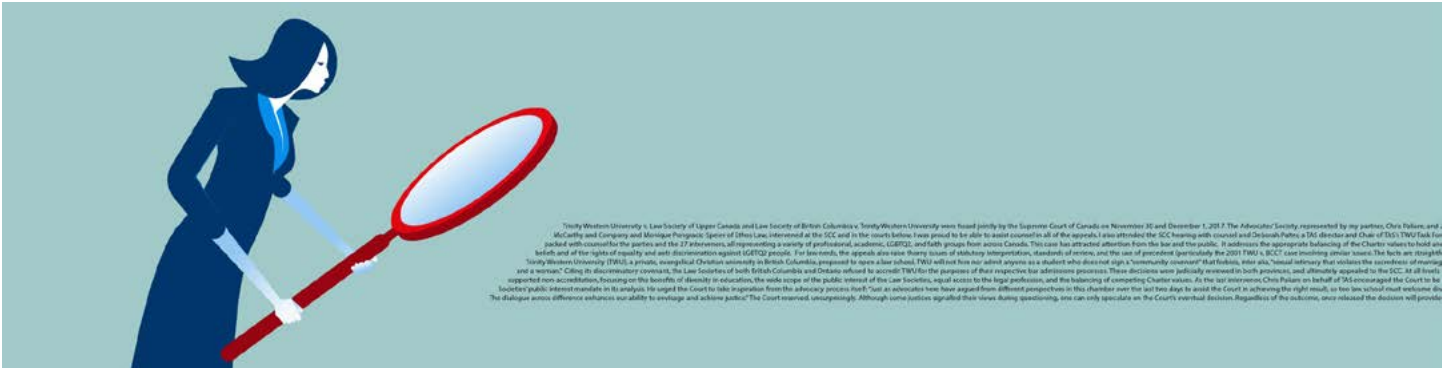 Trinity Western University v. Law Society of Upper Canada and Law Society of British Columbia v. Trinity Western University were heard jointly by the Supreme Court of Canada on November 30 and December 1, 2017. The Advocates' Society, represented by my partner, Chris Paliare, and
McCarthy and Company and Monique Pongracic-Speier of Ethos Law, intervened at the SCC and in the courts below. I was proud to be able to assist counsel in all of the appeals. I also attended the SCC hearing with counsel and Deborah a TAS director and Chair of TAS's TWU Task
packed with counsel for the parties and the 27 interveners, all representing a variety of professional, academic, LGBTQ2, and faith groups from across Canada. This case has attracted attention from the bar and the public. It addresses the appropriate balancing of the Charter values to hold
beliefs and of the rights of equality and anti-discrimination against LGBTQ2 people. For law nerds, the appeals also raise thorny issues of statutory interpretation, standards of review, and the use of precedent (particularly the 2001 TWU v. BCCT case involving similar issues. The facts are
Trinity Western University (TWU), a private, evangelical Christian university in British Columbia, proposed to open a law school. TWU will not hire nor admit anyone as a student who does not sign a "community covenant" that forbids, inter alia, "sexual intimacy that violates the sacredness of
and a woman." Citing its discriminatory covenant, the Law Societies of both British Columbia and Ontario refused to accredit TWU for the purposes of their respective bar admissions processes. These decisions were judicially reviewed in both provinces, and ultimately appealed to the SCC. At all levels
supported non-accreditation, focusing on the benefits of diversity in education, the wide scope of the public interest of the Law Societies, equal access to the legal profession, and the balancing of competing Charter values. As the last intervener, Chris Paliare on behalf of TAS encouraged the Court to be
Societies' public interest mandate in its analysis. He urged the Court to take inspiration from the advocacy process itself: "Just as advocates have argued from different perspectives in this chamber over the last two days to assist the Court in achieving the right result, so too law school must welcome
The dialogue across difference enhances our ability to envisage and achieve justice." The Court reserved, unsurprisingly. Although some justices signalled their views during questioning, one can only speculate on the Court's eventual decision. Regardless of the outcome, once released the decision will provide